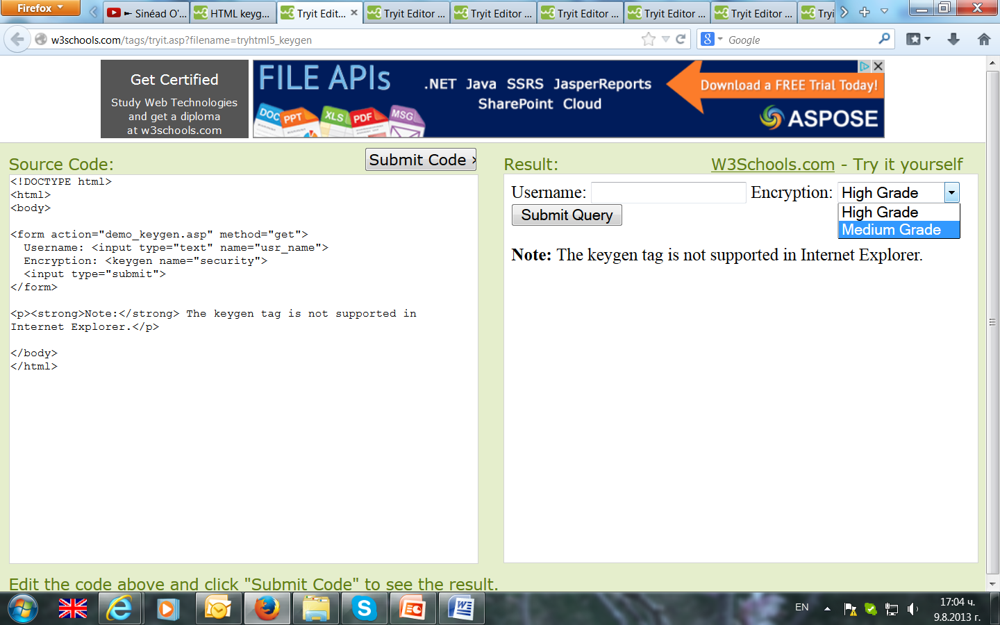 Firefox
Sinéad O'...
HTML keyg...
Tryit Edit...
Tryit Editor ...
Tryit Editor ...
Tryit Editor ...
Tryit Editor ...
Tryit Editor ...
Tryi
w3schools.com/tags/tryit.asp?filename=tryhtml5_keygen
Google
Get Certified
Study Web Technologies
and get a diploma
at w3schools.com
FILE APIs
.NET Java SSRS JasperReports
SharePoint Cloud
DOC PPT XLS PDF MSG
Download a FREE Trial Today!
ASPOSE
Source Code:
Submit Code ›
<!DOCTYPE html>
<html>
<body>
<form action="demo_keygen.asp" method="get">
Username: <input type="text" name="usr_name">
Encryption: <keygen name="security">
<input type="submit">
</form>
<p><strong>Note:</strong> The keygen tag is not supported in
Internet Explorer.</p>
</body>
</html>
Result:
W3Schools.com - Try it yourself
Username: Encryption: High Grade
High Grade
Medium Grade
Submit Query
Note: The keygen tag is not supported in Internet Explorer.
Edit the code above and click "Submit Code" to see the result.
EN
17:04 ч.
9.8.2013 г.